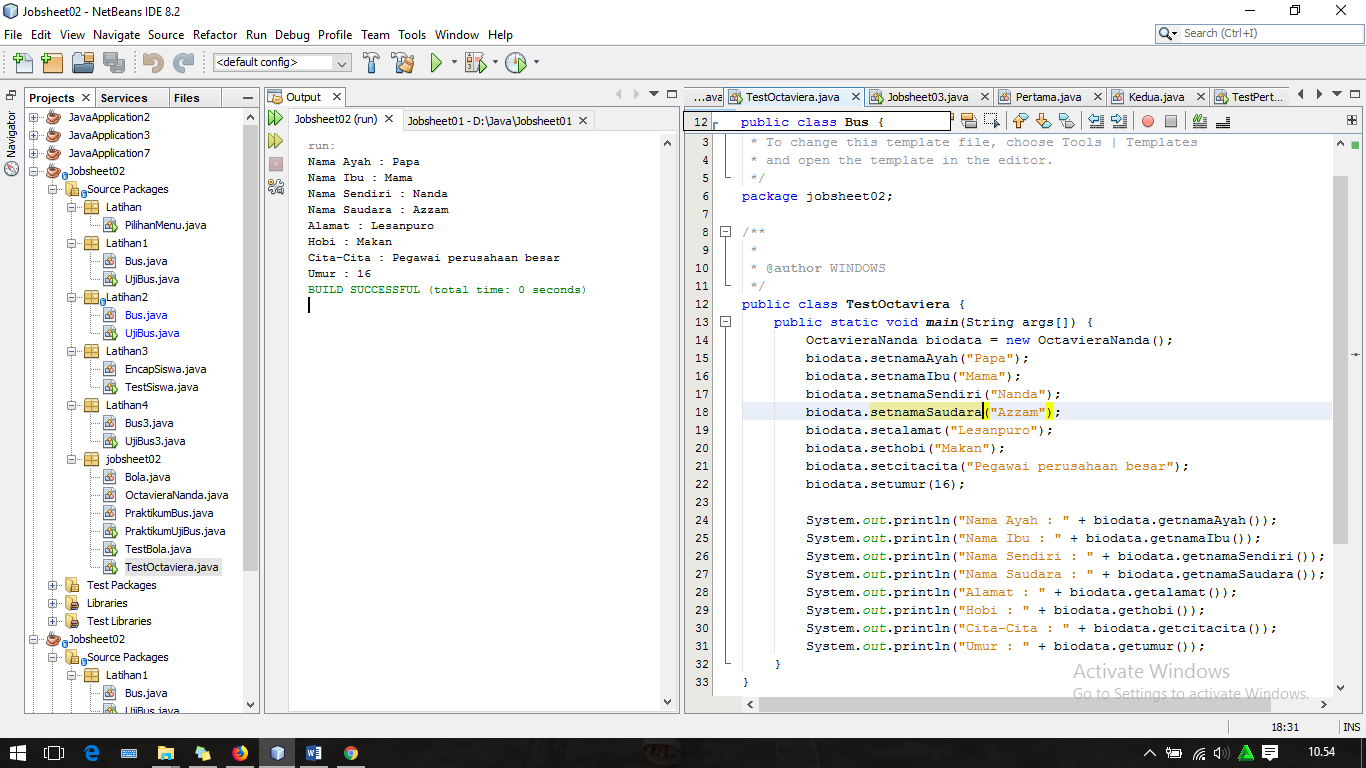 Jobsheet02 - NetBeans IDE 8.2
File Edit View Navigate Source Refactor Run Debug Profile Team Tools Window Help
Search (Ctrl+I)
<default config>
Navigator
Projects Services Files
JavaApplication2
JavaApplication3
JavaApplication7
Jobsheet02
Source Packages
Latihan
PilihanMenu.java
Latihan1
Bus.java
UjiBus.java
Latihan2
Bus.java
UjiBus.java
Latihan3
EncapSiswa.java
TestSiswa.java
Latihan4
Bus3.java
UjiBus3.java
jobsheet02
Bola.java
OctavieraNanda.java
PraktikumBus.java
PraktikumUjiBus.java
TestBola.java
TestOctaviera.java
Test Packages
Libraries
Test Libraries
Jobsheet02
Source Packages
Latihan1
Bus.java
UjiBus.java
Output
Jobsheet02 (run) Jobsheet01 - D:\Java\Jobsheet01
run:
Nama Ayah : Papa
Nama Ibu : Mama
Nama Sendiri : Nanda
Nama Saudara : Azzam
Alamat : Lesanpuro
Hobi : Makan
Cita-Cita : Pegawai perusahaan besar
Umur : 16
BUILD SUCCESSFUL (total time: 0 seconds)
...ava TestOctaviera.java Jobsheet03.java Pertama.java Kedua.java TestPert...
12 public class Bus {
3 * To change this template file, choose Tools | Templates
4 * and open the template in the editor.
5 */
6 package jobsheet02;
7
8 /**
9 *
10 * @author WINDOWS
11 */
12 public class TestOctaviera {
13 public static void main(String args[]) {
14 OctavieraNanda biodata = new OctavieraNanda();
15 biodata.setnamaAyah("Papa");
16 biodata.setnamaIbu("Mama");
17 biodata.setnamaSendiri("Nanda");
18 biodata.setnamaSaudara("Azzam");
19 biodata.setalamat("Lesanpuro");
20 biodata.sethobi("Makan");
21 biodata.setcitacita("Pegawai perusahaan besar");
22 biodata.setumur(16);
23
24 System.out.println("Nama Ayah : " + biodata.getnamaAyah());
25 System.out.println("Nama Ibu : " + biodata.getnamaIbu());
26 System.out.println("Nama Sendiri : " + biodata.getnamaSendiri());
27 System.out.println("Nama Saudara : " + biodata.getnamaSaudara());
28 System.out.println("Alamat : " + biodata.getalamat());
29 System.out.println("Hobi : " + biodata.gethobi());
30 System.out.println("Cita-Cita : " + biodata.getcitacita());
31 System.out.println("Umur : " + biodata.getumur());
32 }
33 }
Activate Windows
Go to Settings to activate Windows.
18:31 INS
10.54